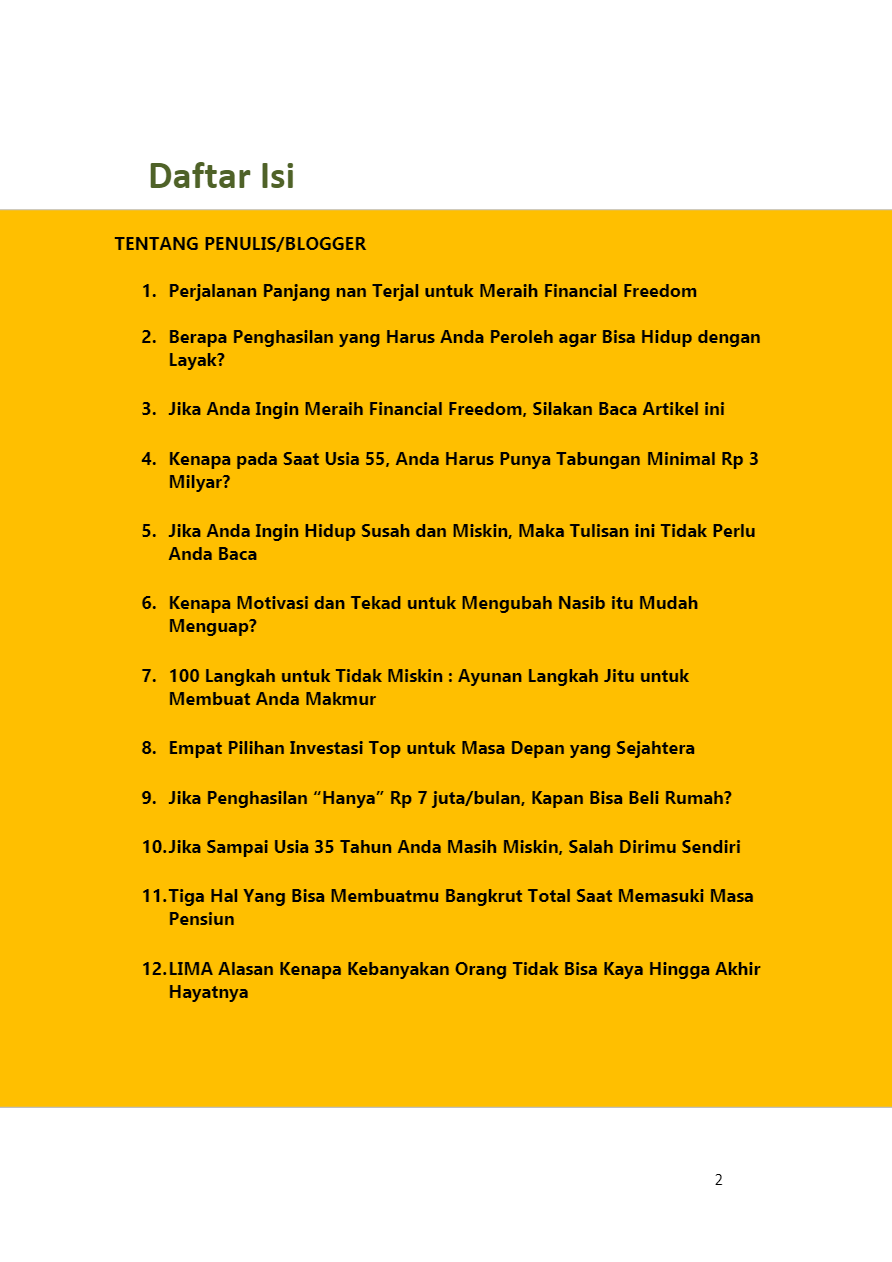 Daftar Isi
TENTANG PENULIS/BLOGGER
1. Perjalanan Panjang nan Terjal untuk Meraih Financial Freedom
2. Berapa Penghasilan yang Harus Anda Peroleh agar Bisa Hidup dengan
Layak?
3. Jika Anda Ingin Meraih Financial Freedom, Silakan Baca Artikel ini
4. Kenapa pada Saat Usia 55, Anda Harus Punya Tabungan Minimal Rp 3
Milyar?
5. Jika Anda Ingin Hidup Susah dan Miskin, Maka Tulisan ini Tidak Perlu
Anda Baca
6. Kenapa Motivasi dan Tekad untuk Mengubah Nasib itu Mudah
Menguap?
7. 100 Langkah untuk Tidak Miskin : Ayunan Langkah Jitu untuk
Membuat Anda Makmur
8. Empat Pilihan Investasi Top untuk Masa Depan yang Sejahtera
9. Jika Penghasilan “Hanya” Rp 7 juta/bulan, Kapan Bisa Beli Rumah?
10.Jika Sampai Usia 35 Tahun Anda Masih Miskin, Salah Dirimu Sendiri
11.Tiga Hal Yang Bisa Membuatmu Bangkrut Total Saat Memasuki Masa
Pensiun
12.LIMA Alasan Kenapa Kebanyakan Orang Tidak Bisa Kaya Hingga Akhir
Hayatnya
2